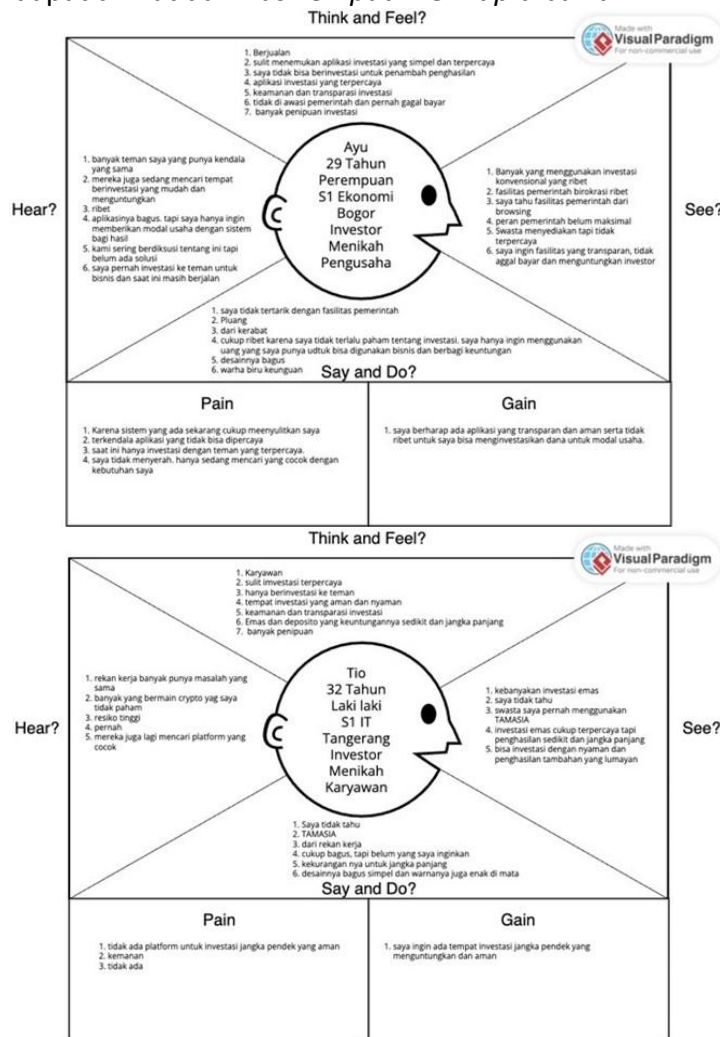 Think and Feel?
Made with
Visual Paradigm
For non-commercial use
1. Berjualan
2. sulit menemukan aplikasi investasi yang simpel dan terpercaya
3. saya tidak bisa berinvestasi untuk penambah penghasilan
4. aplikasi investasi yang terpercaya
5. keamanan dan transparasi investasi
6. tidak di awasi pemerintah dan pernah gagal bayar
7. banyak penipuan investasi
Hear?
1. banyak teman saya yang punya kendala
yang sama
2. mereka juga sedang mencari tempat
berinvestasi yang mudah dan
menguntungkan
3. ribet
4. aplikasinya bagus. tapi saya hanya ingin
memberikan modal usaha dengan sistem
bagi hasil
5. kami sering berdiksusi tentang ini tapi
belum ada solusi
6. saya pernah investasi ke teman untuk
bisnis dan saat ini masih berjalan
Ayu
29 Tahun
Perempuan
S1 Ekonomi
Bogor
Investor
Menikah
Pengusaha
1. Banyak yang menggunakan investasi
konvensional yang ribet
2. fasilitas pemerintah birokrasi ribet
3. saya tahu fasilitas pemerintah dari
browsing
4. peran pemerintah belum maksimal
5. Swasta menyediakan tapi tidak
terpercaya
6. saya ingin fasilitas yang transparan, tidak
aggal bayar dan menguntungkan investor
See?
1. saya tidak tertarik dengan fasilitas pemerintah
2. Pluang
3. dari kerabat
4. cukup ribet karena saya tidak terlalu paham tentang investasi. saya hanya ingin menggunakan
uang yang saya punya udtuk bisa digunakan bisnis dan berbagi keuntungan
5. desainnya bagus
6. warha biru keunguan
Say and Do?
Pain
1. Karena sistem yang ada sekarang cukup meenyulitkan saya
2. terkendala aplikasi yang tidak bisa dipercaya
3. saat ini hanya investasi dengan teman yang terpercaya.
4. saya tidak menyerah. hanya sedang mencari yang cocok dengan
kebutuhan saya
Gain
1. saya berharap ada aplikasi yang transparan dan aman serta tidak
ribet untuk saya bisa menginvestasikan dana untuk modal usaha.
Think and Feel?
Made with
Visual Paradigm
For non-commercial use
1. Karyawan
2. sulit imvestasi terpercaya
3. hanya berinvestasi ke teman
4. tempat investasi yang aman dan nyaman
5. keamanan dan transparasi investasi
6. Emas dan deposito yang keuntungannya sedikit dan jangka panjang
7. banyak penipuan
Hear?
1. rekan kerja banyak punya masalah yang
sama
2. banyak yang bermain crypto yag saya
tidak paham
3. resiko tinggi
4. pernah
5. mereka juga lagi mencari platform yang
cocok
Tio
32 Tahun
Laki laki
S1 IT
Tangerang
Investor
Menikah
Karyawan
1. kebanyakan investasi emas
2. saya tidak tahu
3. swasta saya pernah menggunakan
TAMASIA
4. investasi emas cukup terpercaya tapi
penghasilan sedikit dan jangka panjang
5. bisa investasi dengan nyaman dan
penghasilan tambahan yang lumayan
See?
1. Saya tidak tahu
2. TAMASIA
3. dari rekan kerja
4. cukup bagus, tapi belum yang saya inginkan
5. kekurangan nya untuk jangka panjang
6. desainnya bagus simpel dan warnanya juga enak di mata
Say and Do?
Pain
1. tidak ada platform untuk investasi jangka pendek yang aman
2. kemanan
3. tidak ada
Gain
1. saya ingin ada tempat investasi jangka pendek yang
menguntungkan dan aman